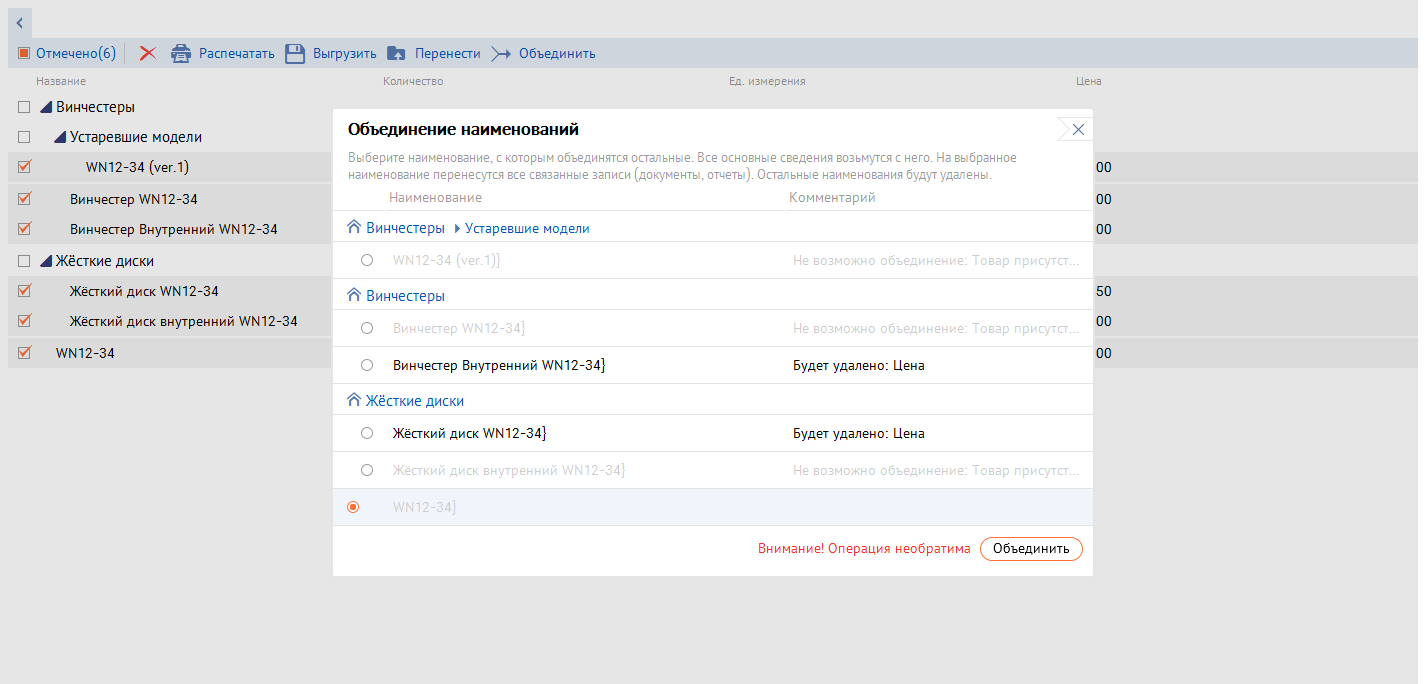 Отмечено(6) Распечатать Выгрузить Перенести Объединить
Название Количество Ед. измерения Цена
Винчестеры
Устаревшие модели
WN12-34 (ver.1) 00
Винчестер WN12-34 00
Винчестер Внутренний WN12-34 00
Жёсткие диски
Жёсткий диск WN12-34 50
Жёсткий диск внутренний WN12-34 00
WN12-34 00
Объединение наименований
Выберите наименование, с которым объединятся остальные. Все основные сведения возьмутся с него. На выбранное
наименование перенесутся все связанные записи (документы, отчеты). Остальные наименования будут удалены.
Наименование Комментарий
Винчестеры Устаревшие модели
WN12-34 (ver.1)} Не возможно объединение: Товар присутст...
Винчестеры
Винчестер WN12-34} Не возможно объединение: Товар присутст...
Винчестер Внутренний WN12-34} Будет удалено: Цена
Жёсткие диски
Жёсткий диск WN12-34} Будет удалено: Цена
Жёсткий диск внутренний WN12-34} Не возможно объединение: Товар присутст...
WN12-34}
Внимание! Операция необратима Объединить